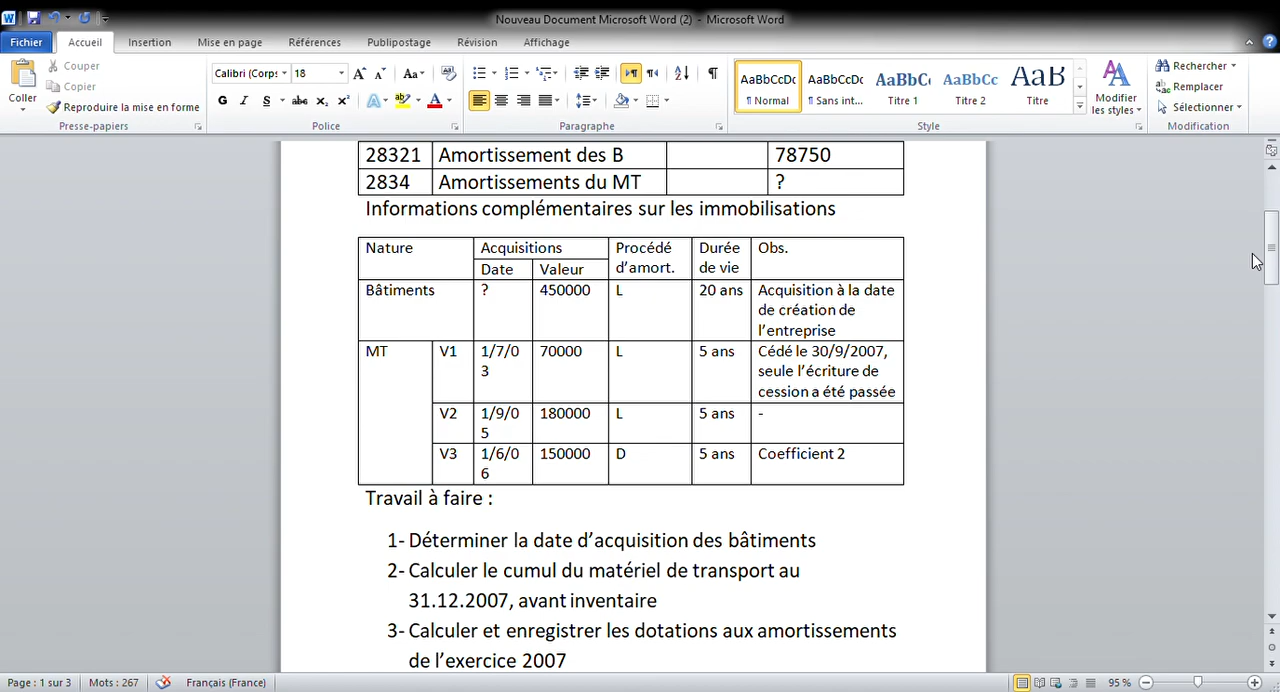 Nouveau Document Microsoft Word (2) - Microsoft Word
Fichier Accueil Insertion Mise en page Références Publipostage Révision Affichage
Coller
Couper
Copier
Reproduire la mise en forme
Presse-papiers
Calibri (Corps 18
Police
Paragraphe
AaBbCcDc AaBbCcDc AaBbC AaBbCc AaB
¶ Normal ¶ Sans int... Titre 1 Titre 2 Titre
Modifier
les styles
Style
Rechercher
Remplacer
Sélectionner
Modification
28321 Amortissement des B 78750
2834 Amortissements du MT ?
Informations complémentaires sur les immobilisations
Nature Acquisitions Procédé Durée Obs.
d’amort. de vie
Date Valeur
Bâtiments ? 450000 L 20 ans Acquisition à la date
de création de
l’entreprise
MT V1 1/7/0 70000 L 5 ans Cédé le 30/9/2007,
3 seule l’écriture de
cession a été passée
V2 1/9/0 180000 L 5 ans -
5
V3 1/6/0 150000 D 5 ans Coefficient 2
6
Travail à faire :
1- Déterminer la date d’acquisition des bâtiments
2- Calculer le cumul du matériel de transport au
31.12.2007, avant inventaire
3- Calculer et enregistrer les dotations aux amortissements
de l’exercice 2007
Page : 1 sur 3 Mots : 267 Français (France) 95 %